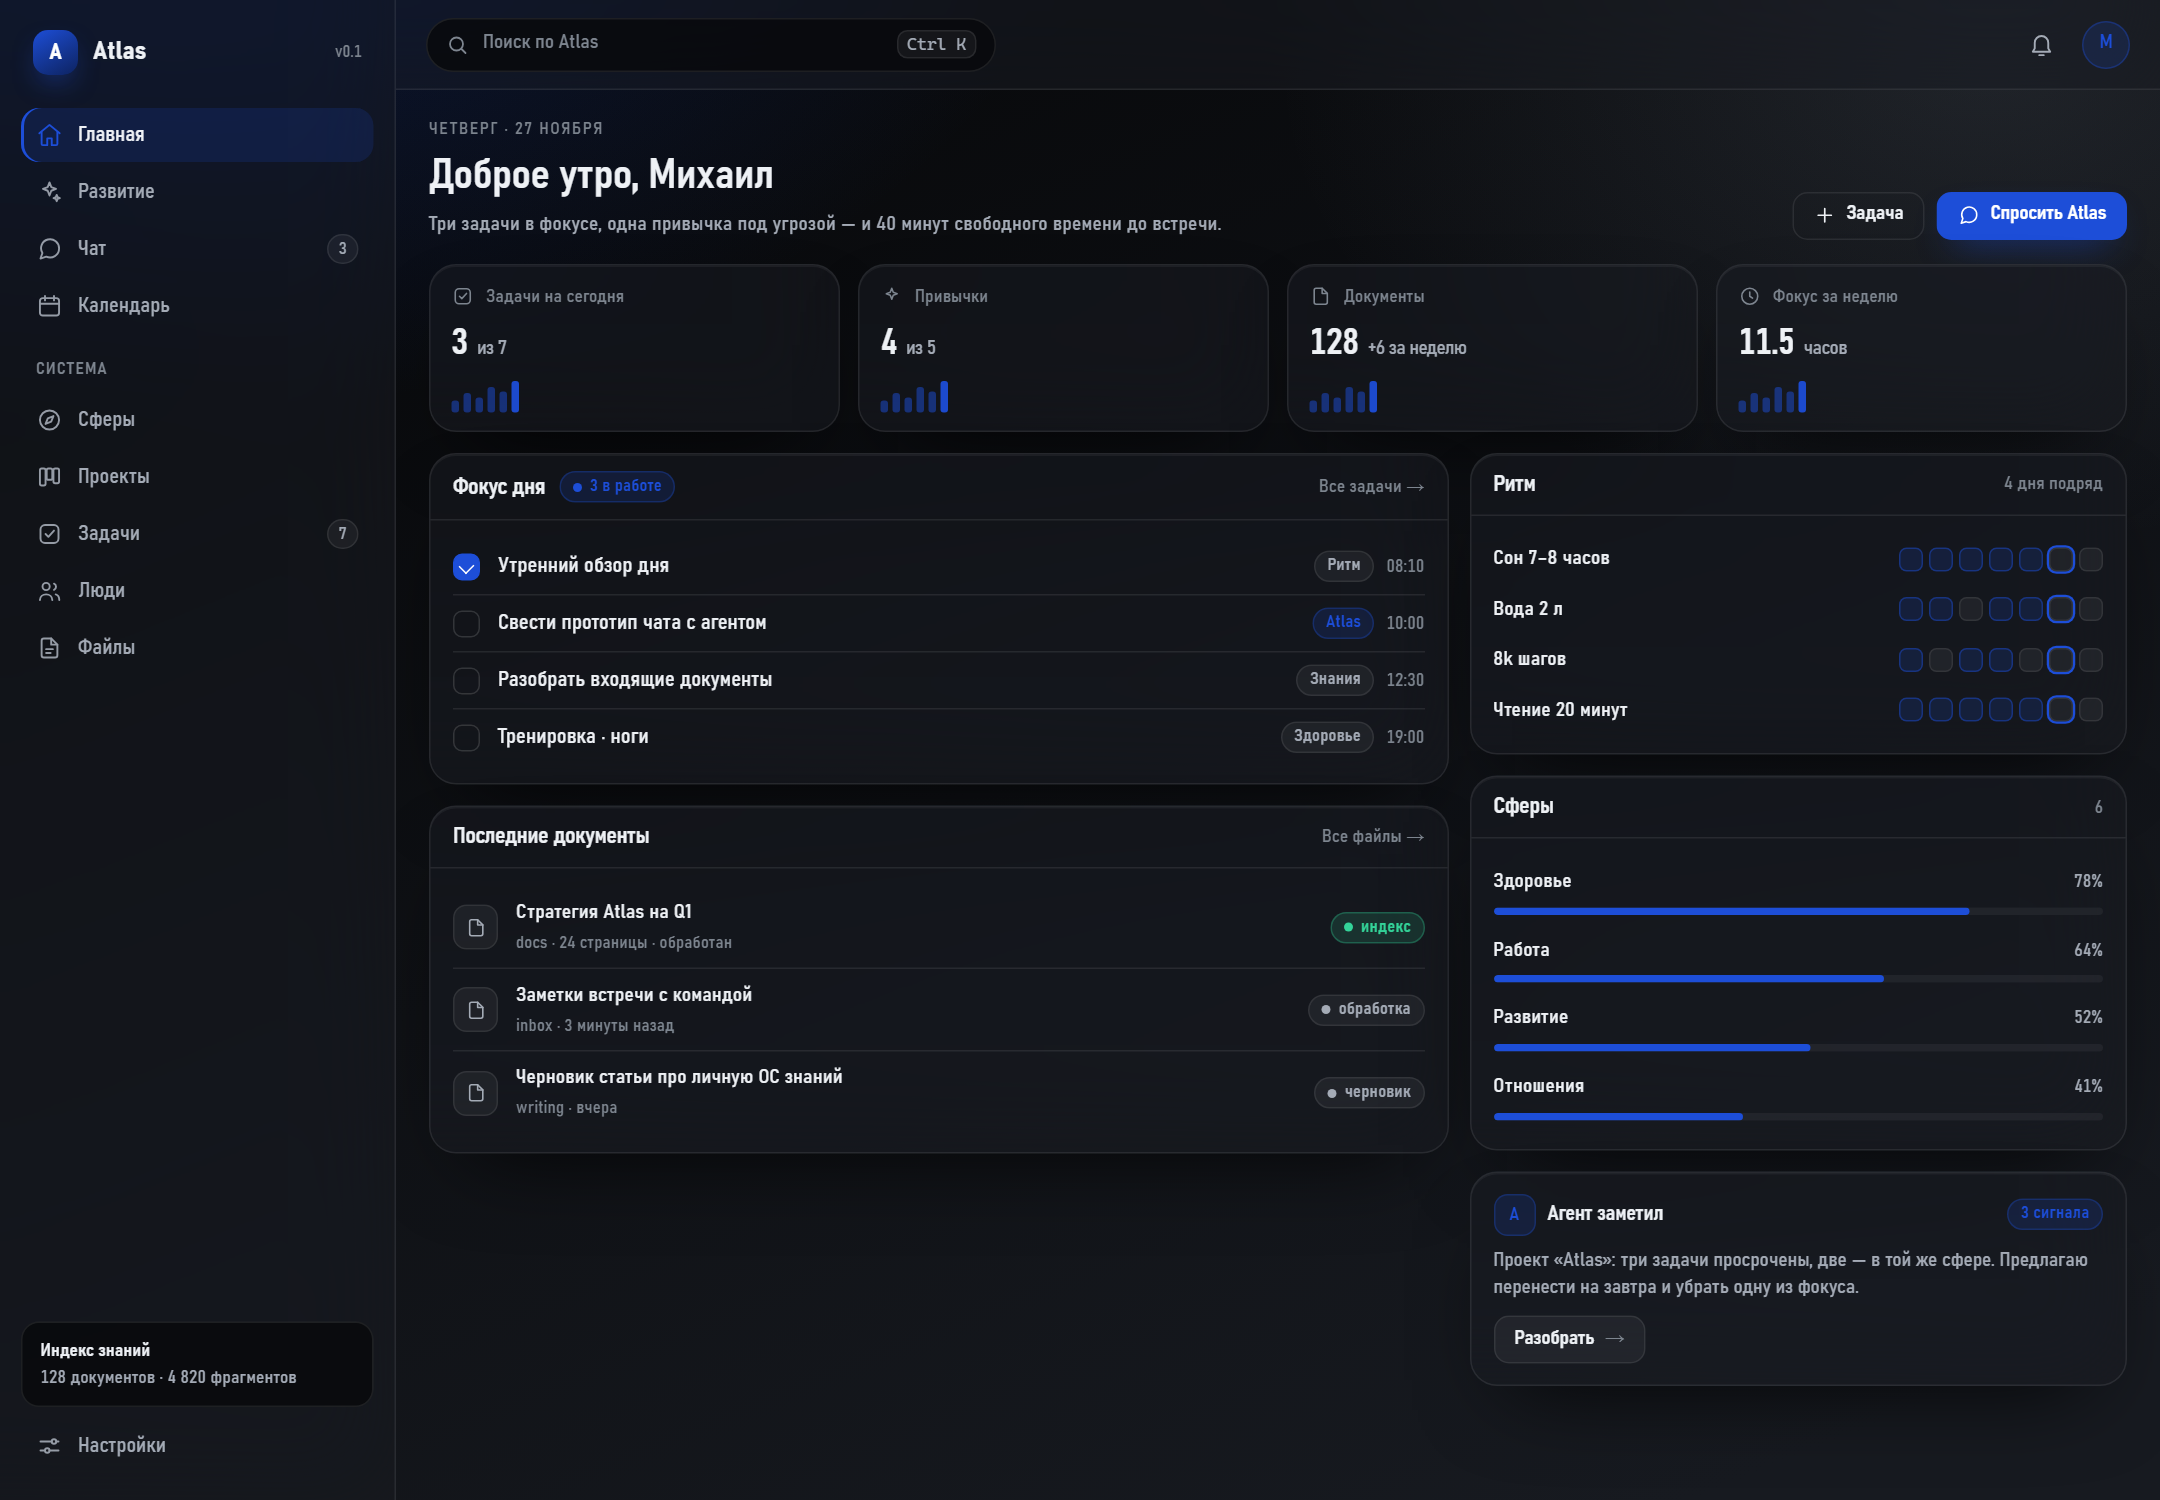 A Atlas v0.1
Главная
Развитие
Чат 3
Календарь
СИСТЕМА
Сферы
Проекты
Задачи 7
Люди
Файлы
Индекс знаний
128 документов · 4 820 фрагментов
Настройки
Поиск по Atlas Ctrl K
M
ЧЕТВЕРГ · 27 НОЯБРЯ
Доброе утро, Михаил
Три задачи в фокусе, одна привычка под угрозой — и 40 минут свободного времени до встречи.
Задача
Спросить Atlas
Задачи на сегодня
3 из 7
Привычки
4 из 5
Документы
128 +6 за неделю
Фокус за неделю
11.5 часов
Фокус дня 3 в работе Все задачи →
Утренний обзор дня Ритм 08:10
Свести прототип чата с агентом Atlas 10:00
Разобрать входящие документы Знания 12:30
Тренировка · ноги Здоровье 19:00
Последние документы Все файлы →
Стратегия Atlas на Q1
docs · 24 страницы · обработан
индекс
Заметки встречи с командой
inbox · 3 минуты назад
обработка
Черновик статьи про личную ОС знаний
writing · вчера
черновик
Ритм 4 дня подряд
Сон 7–8 часов
Вода 2 л
8k шагов
Чтение 20 минут
Сферы 6
Здоровье 78%
Работа 64%
Развитие 52%
Отношения 41%
A Агент заметил 3 сигнала
Проект «Atlas»: три задачи просрочены, две — в той же сфере. Предлагаю
перенести на завтра и убрать одну из фокуса.
Разобрать →